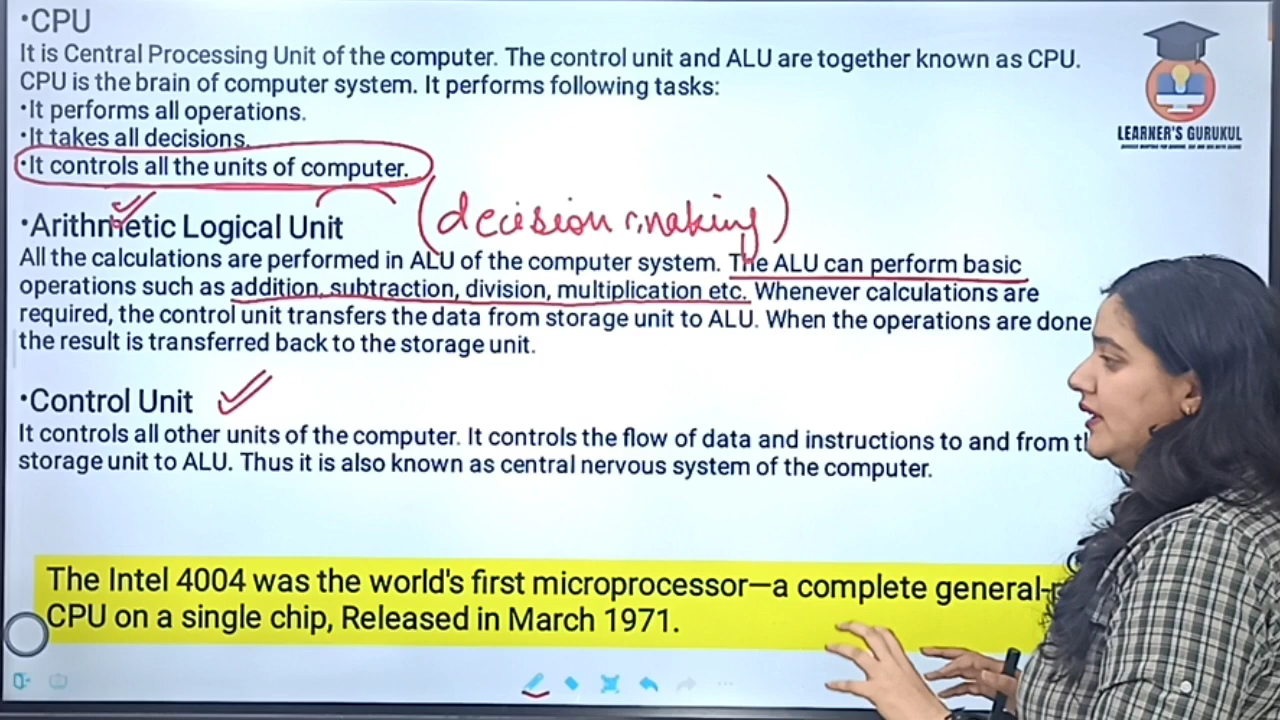 •CPU
It is Central Processing Unit of the computer. The control unit and ALU are together known as CPU.
CPU is the brain of computer system. It performs following tasks:
•It performs all operations.
•It takes all decisions.
•It controls all the units of computer.
•Arithmetic Logical Unit
(decision making)
All the calculations are performed in ALU of the computer system. The ALU can perform basic
operations such as addition, subtraction, division, multiplication etc. Whenever calculations are
required, the control unit transfers the data from storage unit to ALU. When the operations are done
the result is transferred back to the storage unit.
•Control Unit
It controls all other units of the computer. It controls the flow of data and instructions to and from
storage unit to ALU. Thus it is also known as central nervous system of the computer.
The Intel 4004 was the world's first microprocessor—a complete general-
CPU on a single chip, Released in March 1971.
LEARNER'S GURUKUL